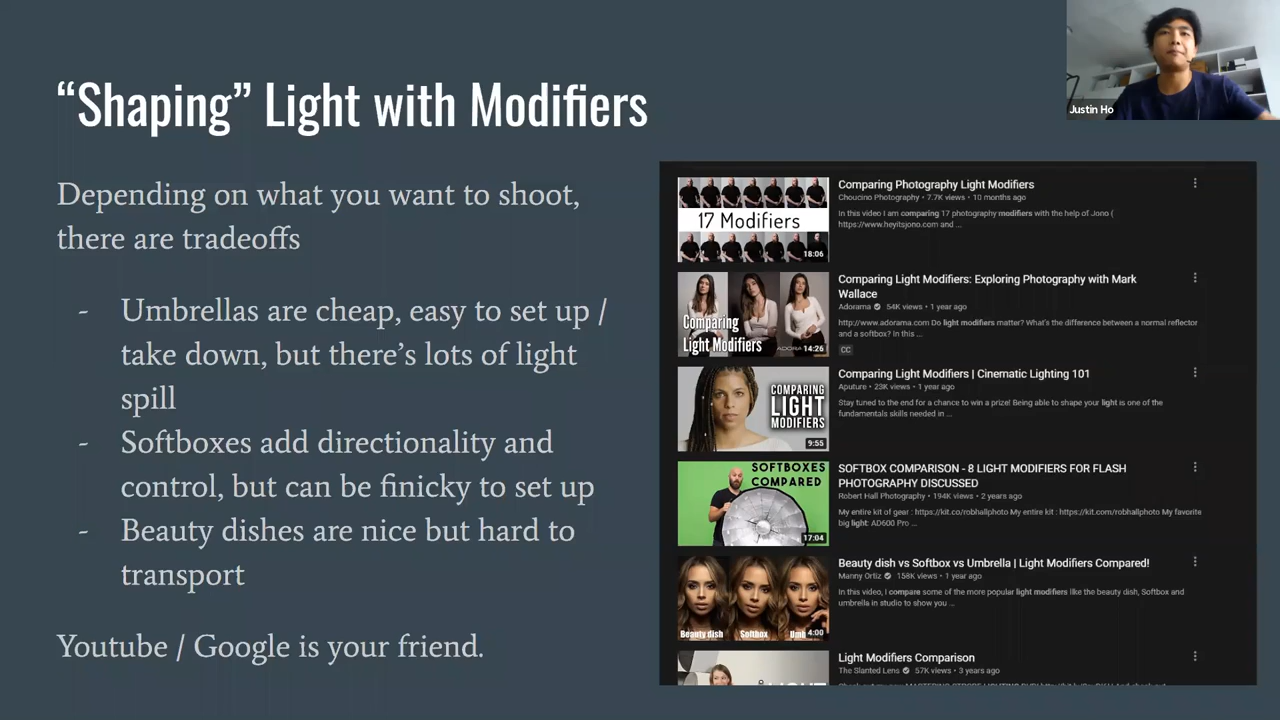 “Shaping” Light with Modifiers
Justin Ho
Depending on what you want to shoot,
there are tradeoffs
- Umbrellas are cheap, easy to set up /
take down, but there’s lots of light
spill
- Softboxes add directionality and
control, but can be finicky to set up
- Beauty dishes are nice but hard to
transport
Youtube / Google is your friend.
17 Modifiers
18:06
Comparing Photography Light Modifiers
Choucino Photography • 7.7K views • 10 months ago
In this video I am comparing 17 photography modifiers with the help of Jono (
https://www.heyitsjono.com and ...
Comparing
Light Modifiers
ADORA
14:26
Comparing Light Modifiers: Exploring Photography with Mark
Wallace
Adorama • 54K views • 1 year ago
http://www.adorama.com Do light modifiers matter? What's the difference between a normal reflector
and a softbox? In this ...
CC
COMPARING
LIGHT
MODIFIERS
9:55
Comparing Light Modifiers | Cinematic Lighting 101
Aputure • 23K views • 1 year ago
Stay tuned to the end for a chance to win a prize! Being able to shape your light is one of the
fundamentals skills needed in ...
SOFTBOXES
COMPARED
17:04
SOFTBOX COMPARISON - 8 LIGHT MODIFIERS FOR FLASH
PHOTOGRAPHY DISCUSSED
Robert Hall Photography • 194K views • 2 years ago
My entire kit of gear : https://kit.co/robhallphoto My entire kit : https://kit.com/robhallphoto My favorite
big light: AD600 Pro ...
Beauty dish
Softbox
Umb
4:00
Beauty dish vs Softbox vs Umbrella | Light Modifiers Compared!
Manny Ortiz • 158K views • 1 year ago
In this video, I compare some of the more popular light modifiers like the beauty dish, Softbox and
umbrella in studio to show you ...
Light Modifiers Comparison
The Slanted Lens • 57K views • 3 years ago